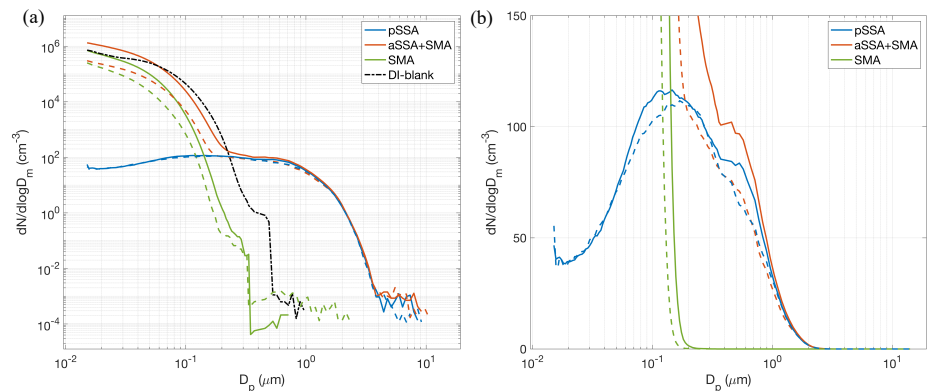 (a)
pSSA
aSSA+SMA
SMA
DI-blank
10^6
10^4
10^2
10^0
10^-2
10^-4
dN/dlogD_m (cm^-3)
10^-2
10^-1
10^0
10^1
D_p (μm)
(b)
pSSA
aSSA+SMA
SMA
150
100
50
0
dN/dlogD_m (cm^-3)
10^-2
10^-1
10^0
10^1
D_p (μm)